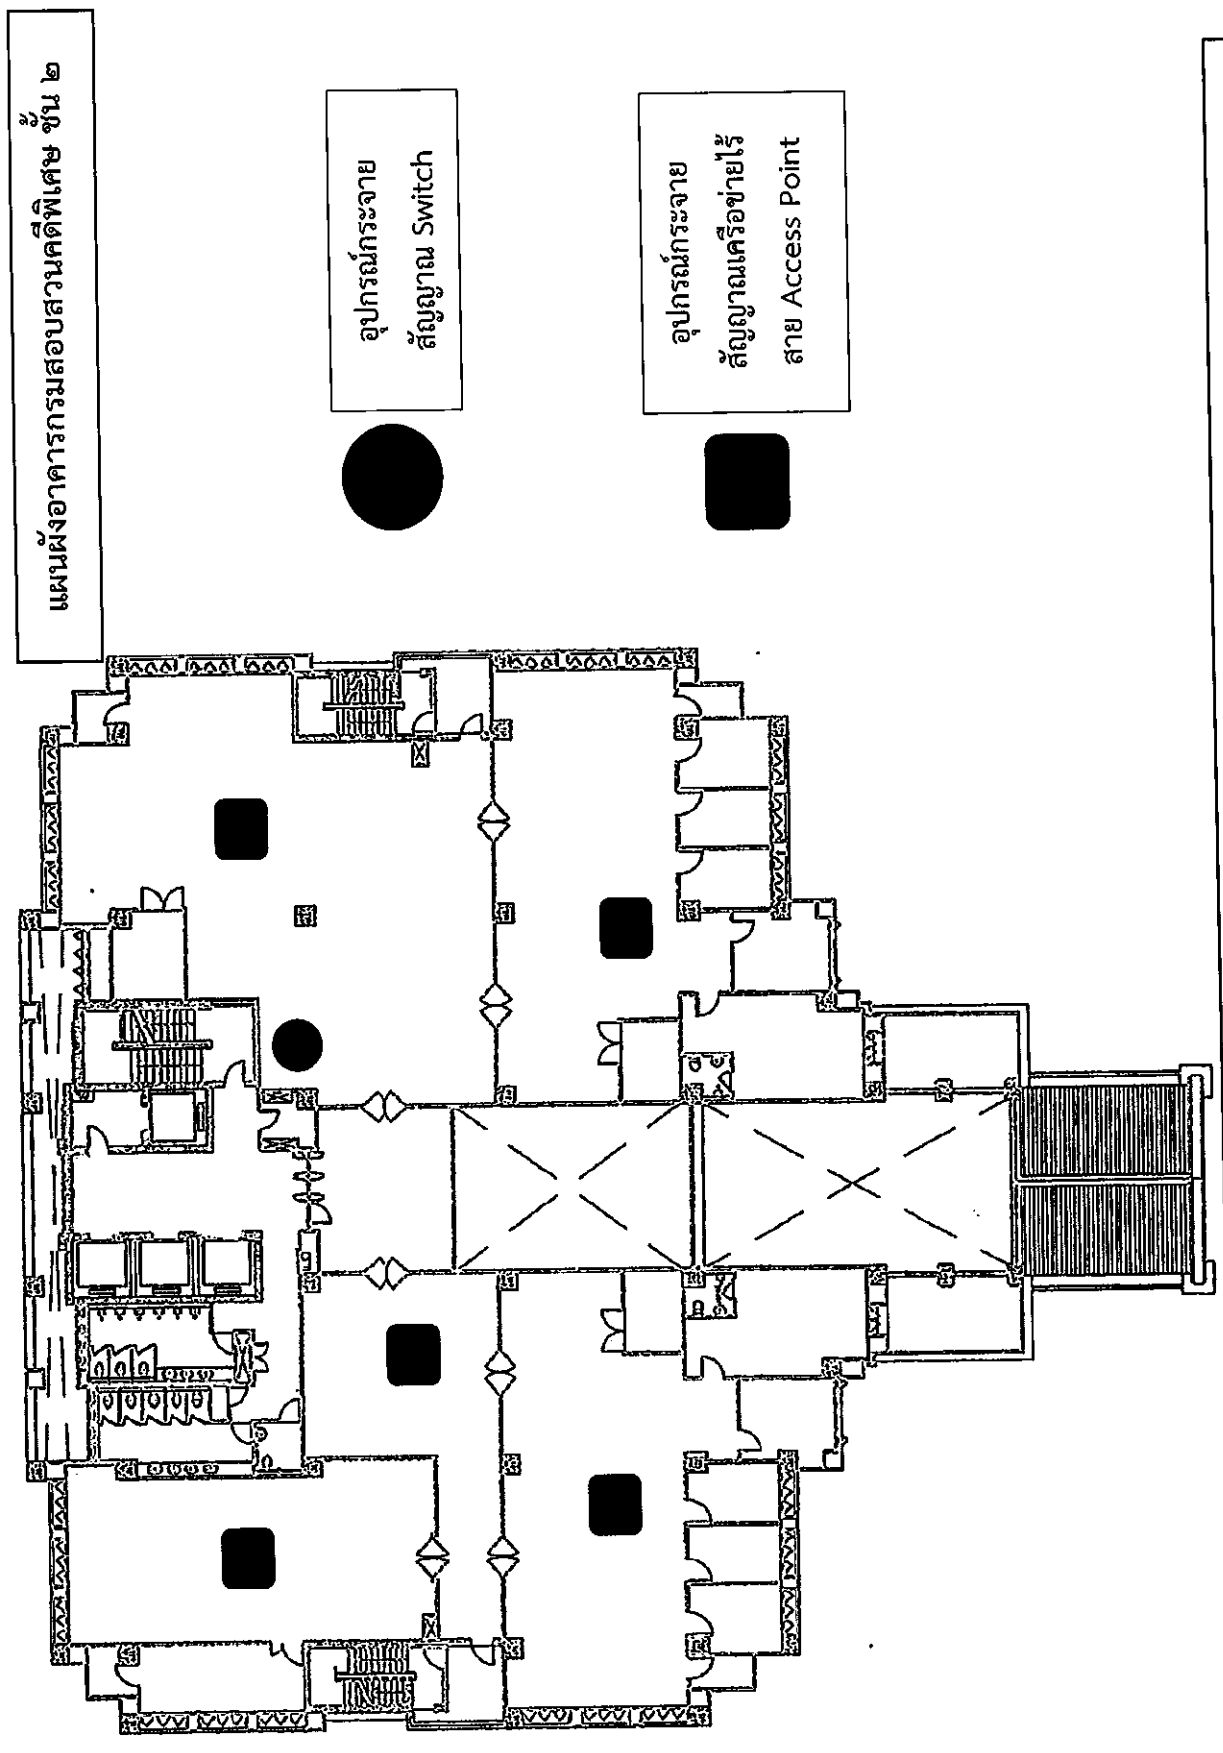 แผนผังอาคารกรมสอบสวนคดีพิเศษ ชั้น ๒
อุปกรณ์กระจาย
สัญญาณ Switch
อุปกรณ์กระจาย
สัญญาณเครือข่ายไร้
สาย Access Point